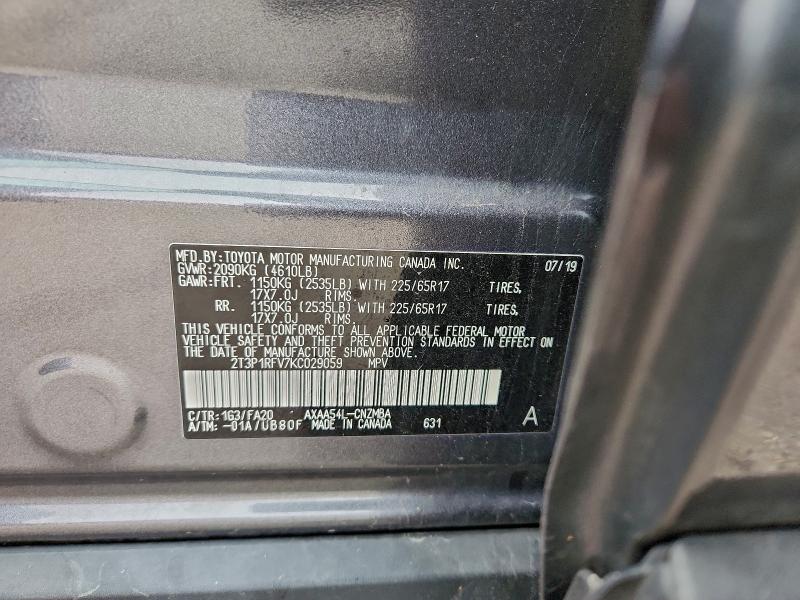 MFD.BY:TOYOTA MOTOR MANUFACTURING CANADA INC. 07/19
GVWR:2090KG (4610LB)
GAWR:FRT. 1150KG (2535LB) WITH 225/65R17 TIRES,
17X7.0J RIMS.
RR. 1150KG (2535LB) WITH 225/65R17 TIRES,
17X7.0J RIMS.
THIS VEHICLE CONFORMS TO ALL APPLICABLE FEDERAL MOTOR
VEHICLE SAFETY AND THEFT PREVENTION STANDARDS IN EFFECT ON
THE DATE OF MANUFACTURE SHOWN ABOVE.
2T3P1RFV7KC029059 MPV
C/TR:1G3/FA20 AXAA54L-CNZMBA
A/TM:-01A/UB80F MADE IN CANADA 631 A